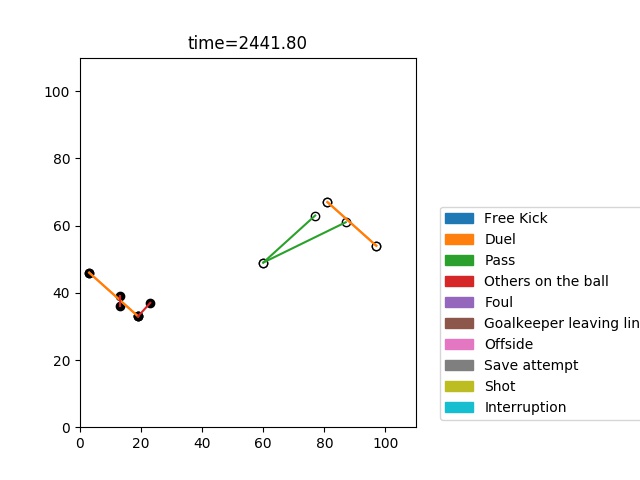 time=2441.80
100
80
60
40
20
0
0 20 40 60 80 100
Free Kick
Duel
Pass
Others on the ball
Foul
Goalkeeper leaving lin
Offside
Save attempt
Shot
Interruption